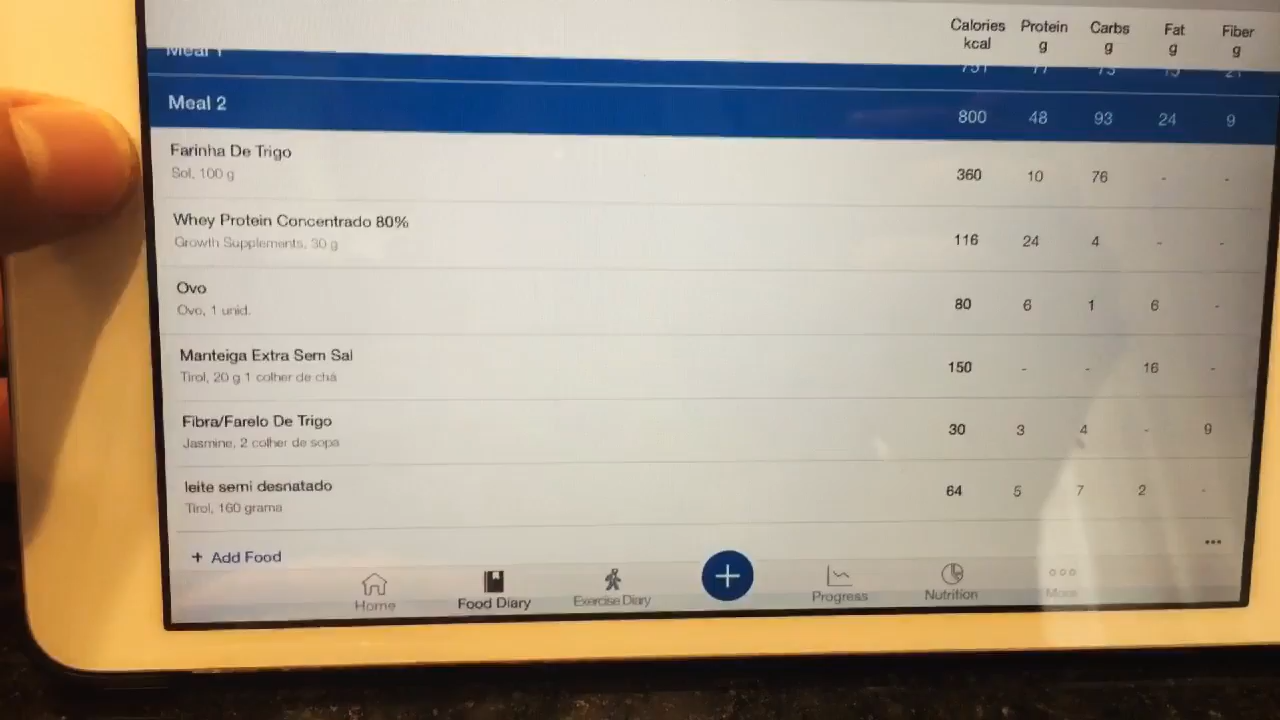 Calories Protein Carbs Fat Fiber
kcal g g g g
Meal 1
Meal 2 800 48 93 24 9
Farinha De Trigo
Sol, 100 g 360 10 76 - -
Whey Protein Concentrado 80%
Growth Supplements, 30 g 116 24 4 - -
Ovo
Ovo, 1 unid. 80 6 1 6 -
Manteiga Extra Sem Sal
Tirol, 20 g 1 colher de chá 150 - - 16 -
Fibra/Farelo De Trigo
Jasmine, 2 colher de sopa 30 3 4 - 9
leite semi desnatado
Tirol, 160 grama 64 5 7 2 -
+ Add Food
Home Food Diary Exercise Diary Progress Nutrition More